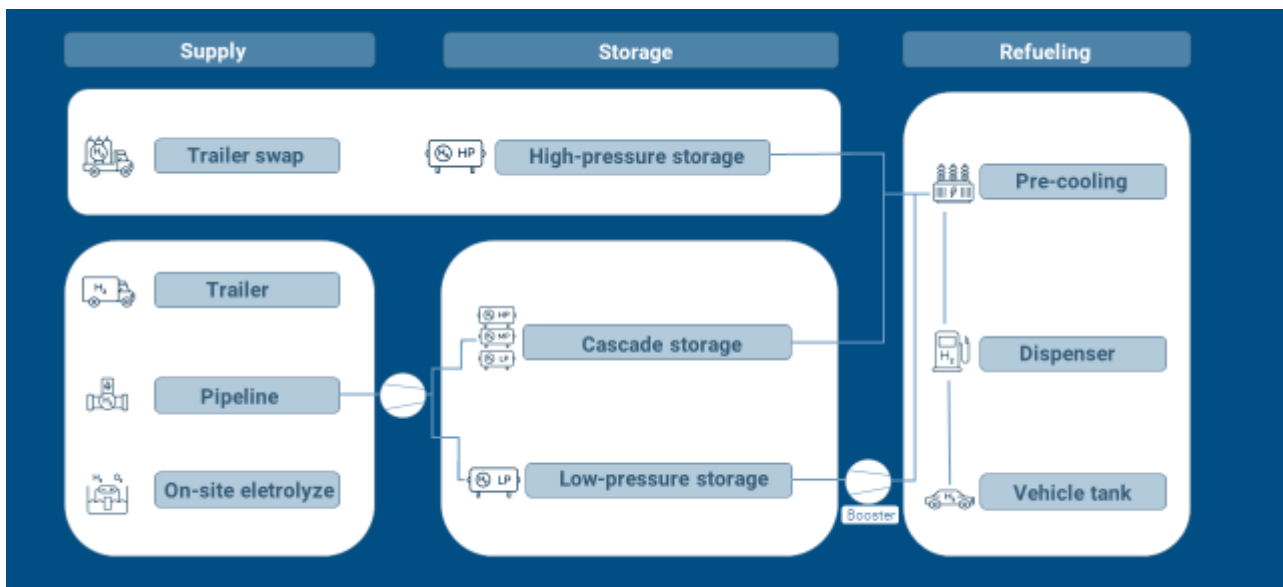 Supply
Storage
Refueling
Trailer swap
HP
High-pressure storage
Pre-cooling
Trailer
HP
MP
LP
Cascade storage
H₂
Dispenser
Pipeline
On-site eletrolyze
LP
Low-pressure storage
Booster
Vehicle tank